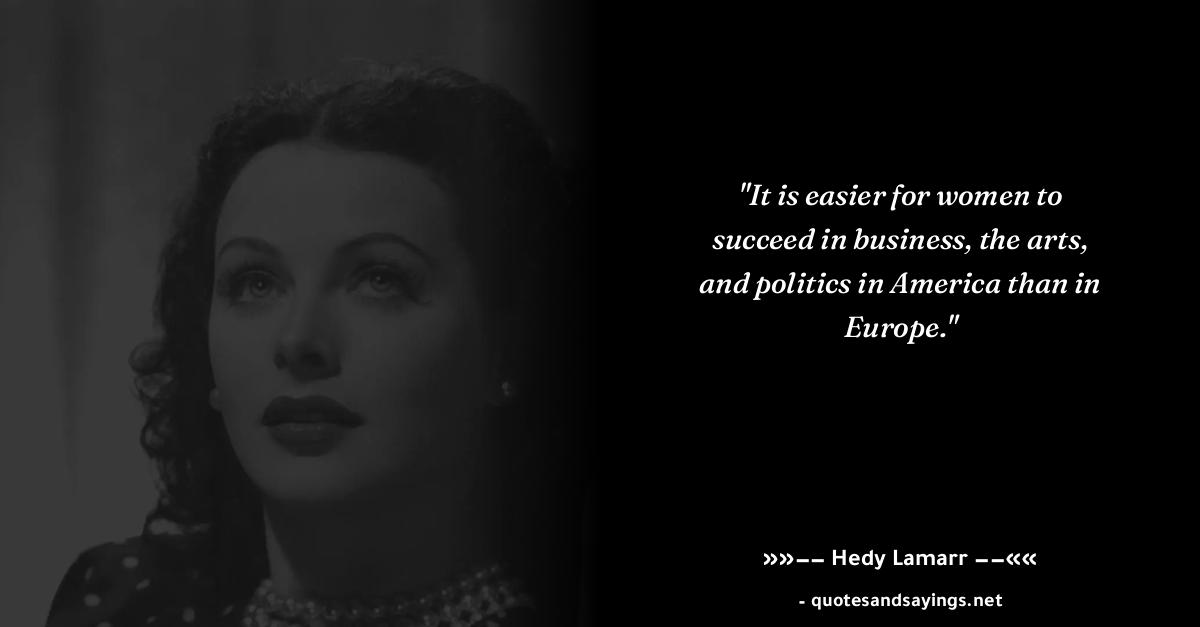 "It is easier for women to
succeed in business, the arts,
and politics in America than in
Europe."
»»–– Hedy Lamarr ––««
- quotesandsayings.net